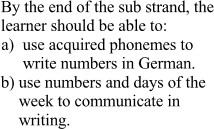 By the end of the sub strand, the
learner should be able to:
a) use acquired phonemes to
write numbers in German.
b) use numbers and days of the
week to communicate in
writing.